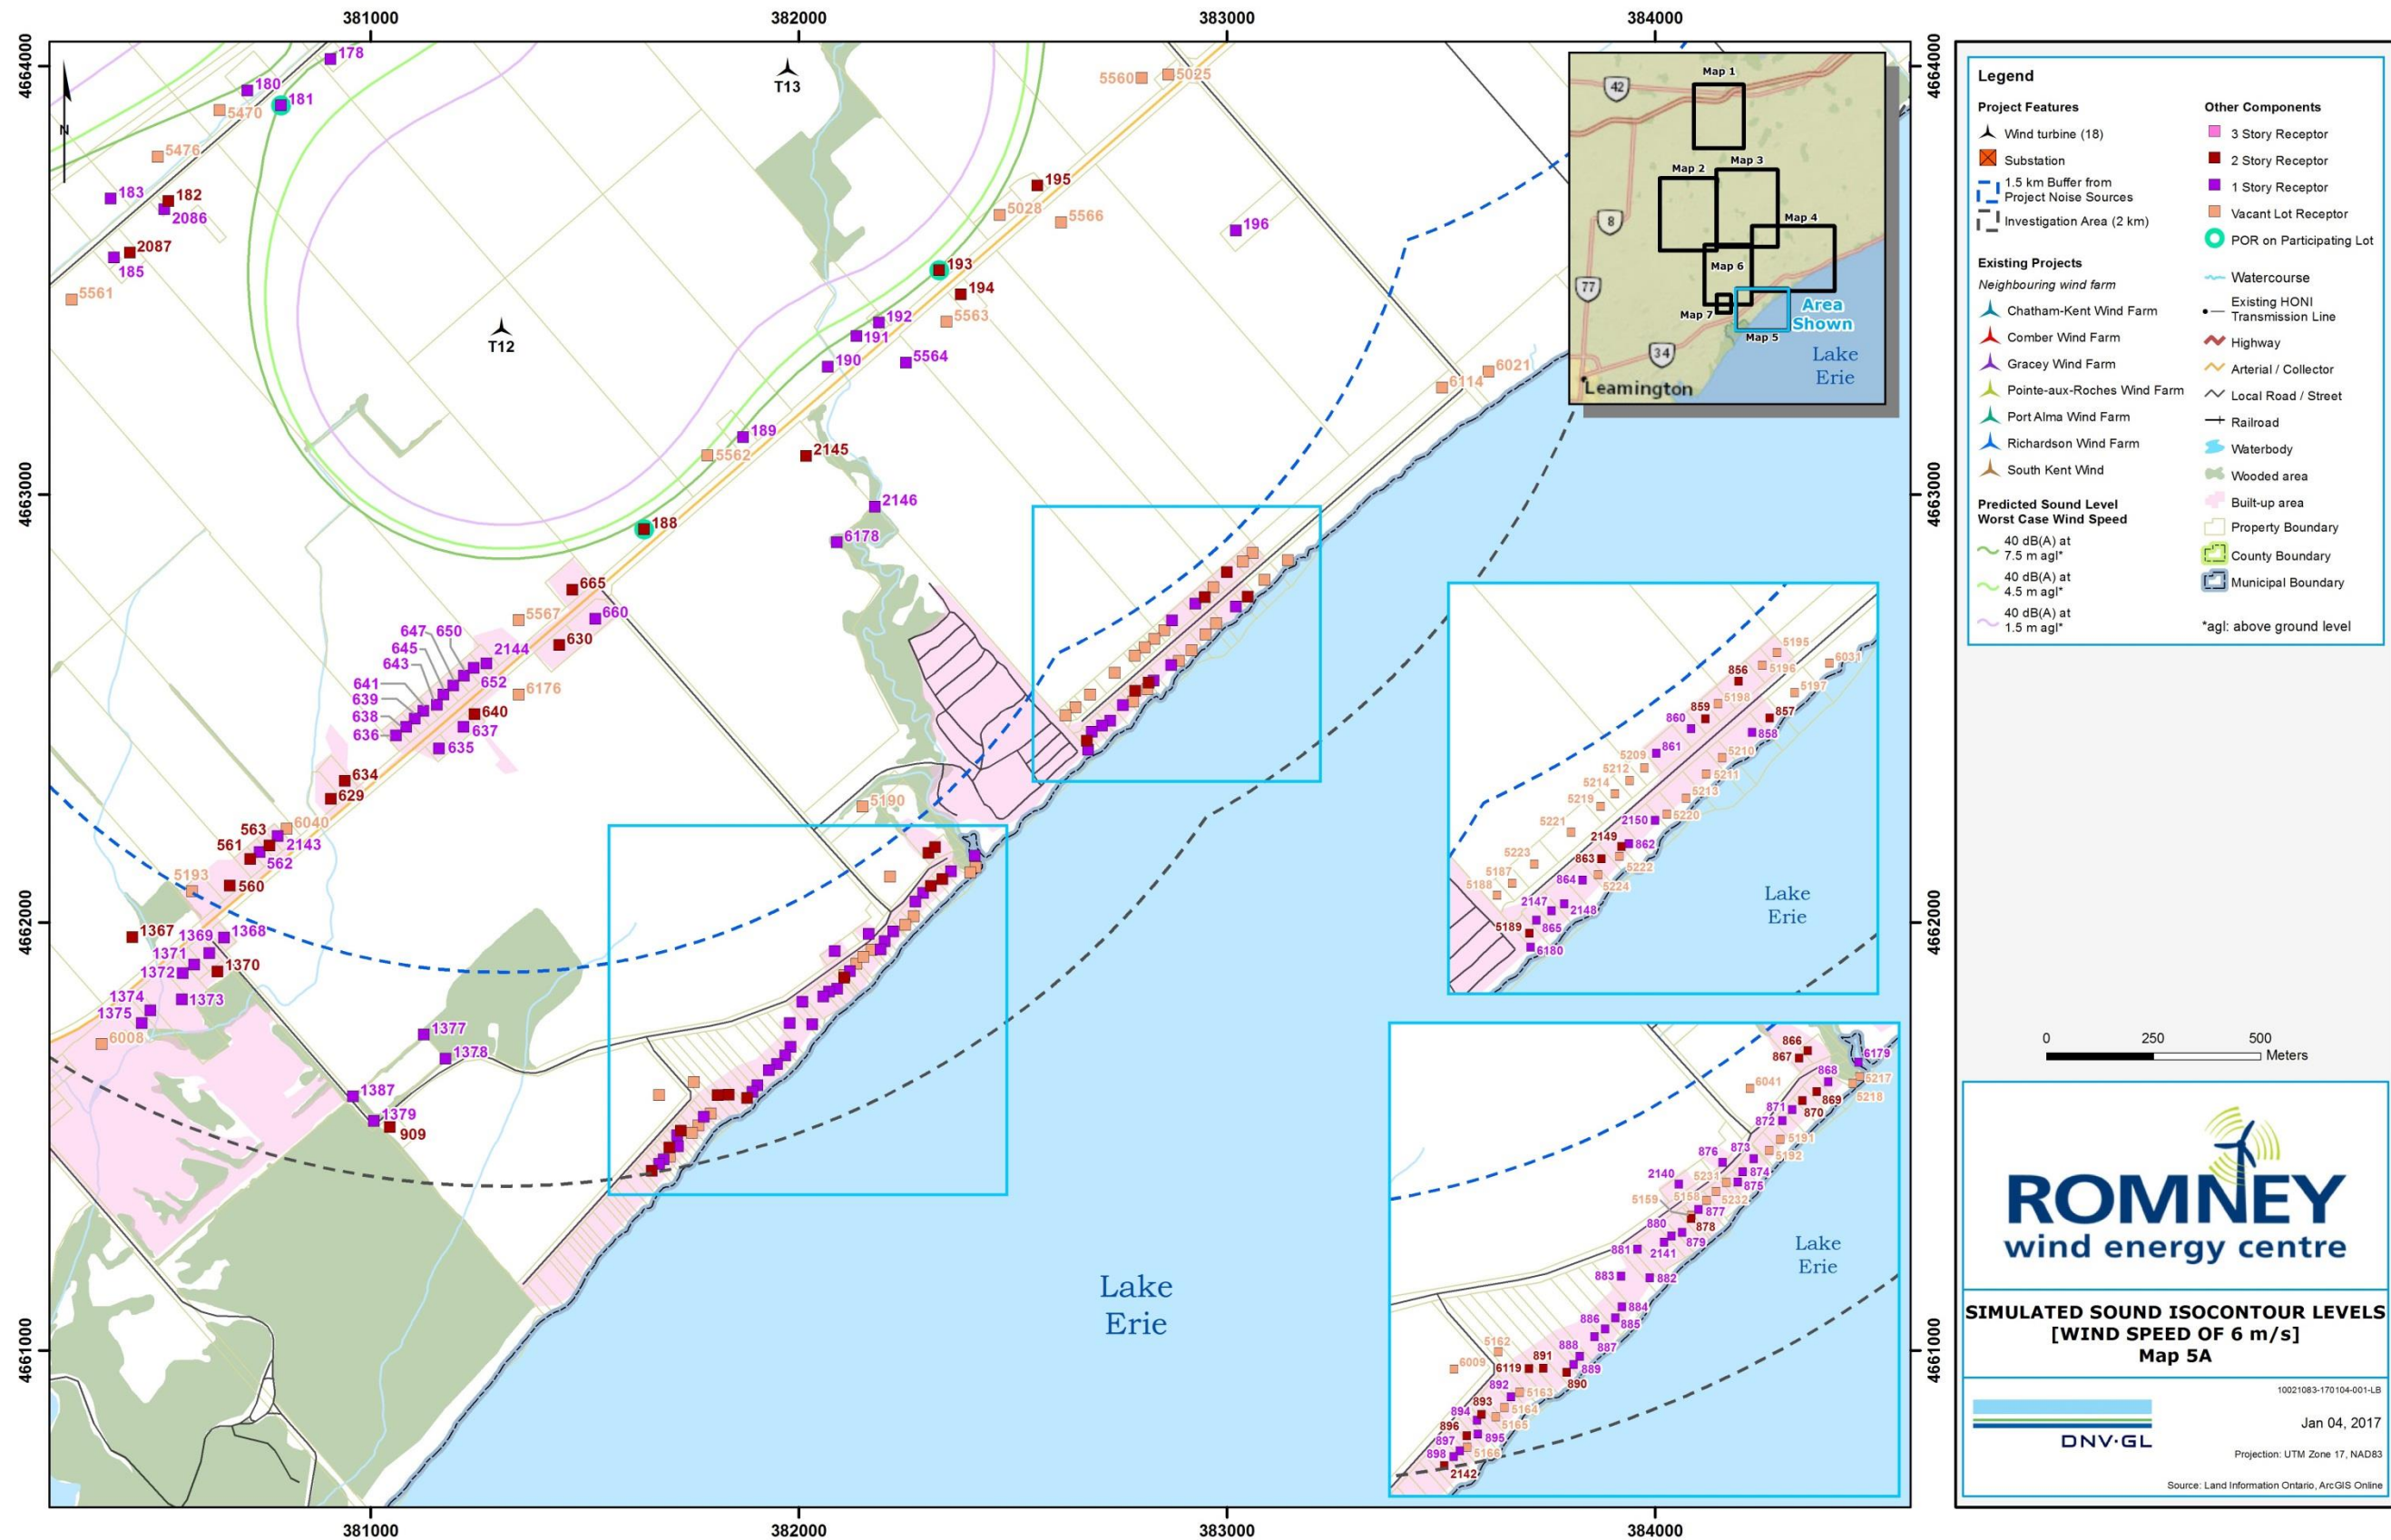 381000
382000
383000
384000
4664000
4663000
4662000
4661000
4664000
4663000
4662000
4661000
381000
382000
383000
384000
N
178
180
181
5470
5476
183
182
2086
2087
185
5561
T13
T12
5560
5025
195
5028
5566
196
193
194
5563
192
191
190
5564
6021
6114
189
5562
2145
2146
6178
188
665
5567
660
630
647
650
645
643
2144
652
641
639
638
636
6176
640
637
635
634
629
6040
563
2143
561
562
5193
560
5190
1367
1369
1368
1371
1372
1370
1373
1374
1375
6008
1377
1378
1387
1379
909
Lake
Erie
Map 1
Map 2
Map 3
Map 4
Map 6
Map 7
Map 5
42
8
77
34
Area
Shown
Lake
Erie
Leamington
5195
6031
5196
856
5197
5198
859
857
860
858
861
5209
5210
5212
5211
5214
5213
5219
5220
5221
2150
2149
862
5223
863
5222
5187
864
5224
5188
2147
2148
5189
865
6180
Lake
Erie
866
867
6179
868
5217
6041
5218
869
871
870
872
5191
873
5192
876
874
2140
5231
875
5159
5158
5232
877
880
878
881
2141
879
883
882
884
886
885
888
887
5162
6009
6119
891
889
890
892
5163
893
5164
894
5165
896
895
897
5166
898
2142
Lake
Erie
Legend
Project Features
Wind turbine (18)
Substation
1.5 km Buffer from
Project Noise Sources
Investigation Area (2 km)
Existing Projects
Neighbouring wind farm
Chatham-Kent Wind Farm
Comber Wind Farm
Gracey Wind Farm
Pointe-aux-Roches Wind Farm
Port Alma Wind Farm
Richardson Wind Farm
South Kent Wind
Predicted Sound Level
Worst Case Wind Speed
40 dB(A) at
7.5 m agl*
40 dB(A) at
4.5 m agl*
40 dB(A) at
1.5 m agl*
Other Components
3 Story Receptor
2 Story Receptor
1 Story Receptor
Vacant Lot Receptor
POR on Participating Lot
Watercourse
Existing HONI
Transmission Line
Highway
Arterial / Collector
Local Road / Street
Railroad
Waterbody
Wooded area
Built-up area
Property Boundary
County Boundary
Municipal Boundary
*agl: above ground level
0 250 500
Meters
ROMNEY
wind energy centre
SIMULATED SOUND ISOCONTOUR LEVELS
[WIND SPEED OF 6 m/s]
Map 5A
10021083-170104-001-LB
Jan 04, 2017
DNV·GL
Projection: UTM Zone 17, NAD83
Source: Land Information Ontario, ArcGIS Online